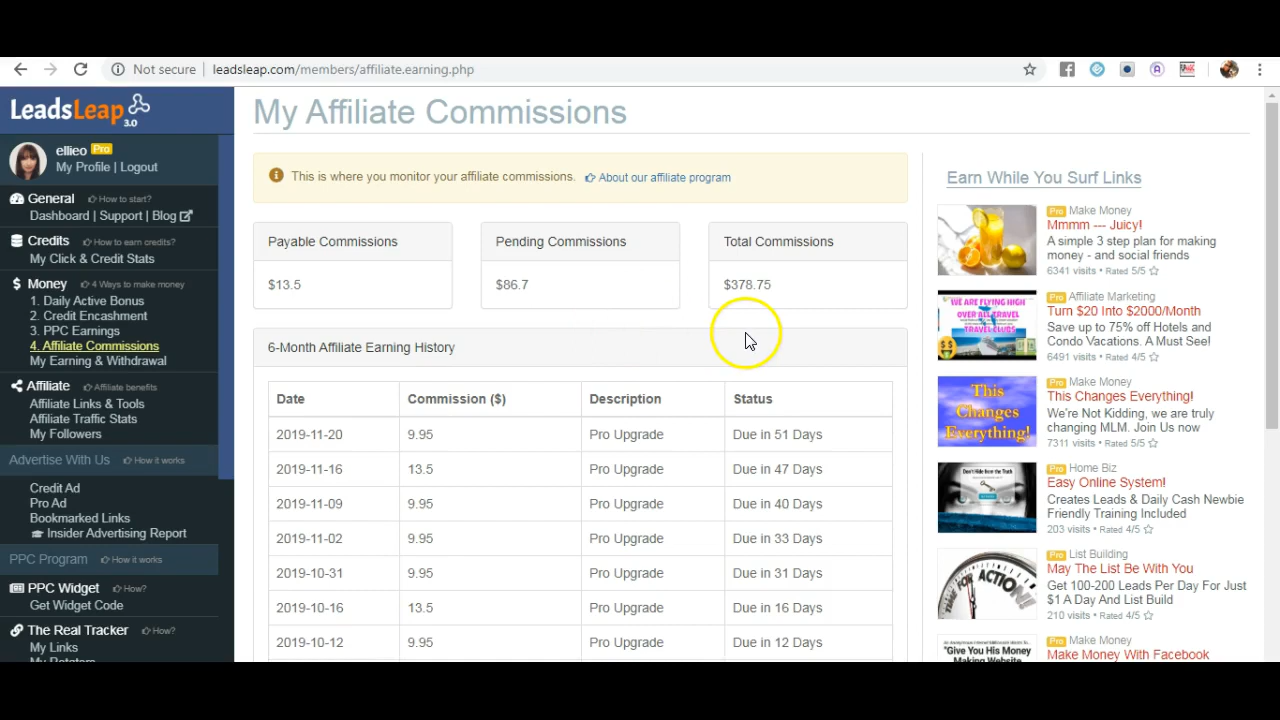 Not secure | leadsleap.com/members/affiliate.earning.php
LeadsLeap 3.0
ellieo Pro
My Profile | Logout
General How to start?
Dashboard | Support | Blog
Credits How to earn credits?
My Click & Credit Stats
Money 4 Ways to make money
1. Daily Active Bonus
2. Credit Encashment
3. PPC Earnings
4. Affiliate Commissions
My Earning & Withdrawal
Affiliate Affiliate benefits
Affiliate Links & Tools
Affiliate Traffic Stats
My Followers
Advertise With Us How it works
Credit Ad
Pro Ad
Bookmarked Links
Insider Advertising Report
PPC Program How it works
PPC Widget How?
Get Widget Code
The Real Tracker How?
My Links
My Rotators
My Affiliate Commissions
This is where you monitor your affiliate commissions. About our affiliate program
Payable Commissions
$13.5
Pending Commissions
$86.7
Total Commissions
$378.75
6-Month Affiliate Earning History
Date Commission ($) Description Status
2019-11-20 9.95 Pro Upgrade Due in 51 Days
2019-11-16 13.5 Pro Upgrade Due in 47 Days
2019-11-09 9.95 Pro Upgrade Due in 40 Days
2019-11-02 9.95 Pro Upgrade Due in 33 Days
2019-10-31 9.95 Pro Upgrade Due in 31 Days
2019-10-16 13.5 Pro Upgrade Due in 16 Days
2019-10-12 9.95 Pro Upgrade Due in 12 Days
Earn While You Surf Links
Pro Make Money
Mmmm --- Juicy!
A simple 3 step plan for making
money - and social friends
6341 visits • Rated 5/5
WE ARE FLYING HIGH
OVER ALL TRAVEL
TRAVEL CLUBS
Pro Affiliate Marketing
Turn $20 Into $2000/Month
Save up to 75% off Hotels and
Condo Vacations. A Must See!
6491 visits • Rated 4/5
This
Changes
Everything!
Pro Make Money
This Changes Everything!
We're Not Kidding, we are truly
changing MLM. Join Us now
7311 visits • Rated 5/5
Don't Hide from the Truth
Pro Home Biz
Easy Online System!
Creates Leads & Daily Cash Newbie
Friendly Training Included
203 visits • Rated 4/5
TIME FOR ACTION!
Pro List Building
May The List Be With You
Get 100-200 Leads Per Day For Just
$1 A Day And List Build
210 visits • Rated 4/5
"Give You His Money
Making Website
Pro Make Money
Make Money With Facebook